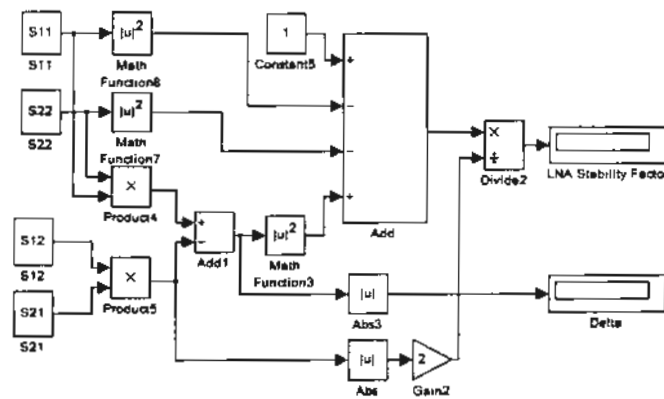 S11
S11
|u|²
Math
Function8
1
Constant5
S22
S22
|u|²
Math
Function7
×
Product4
+
−
−
+
Add
×
÷
Divide2
LNA Stability Factor
S12
S12
+
−
Add1
|u|²
Math
Function3
S21
S21
×
Product5
|u|
Abs3
Delta
|u|
Abs
2
Gain2